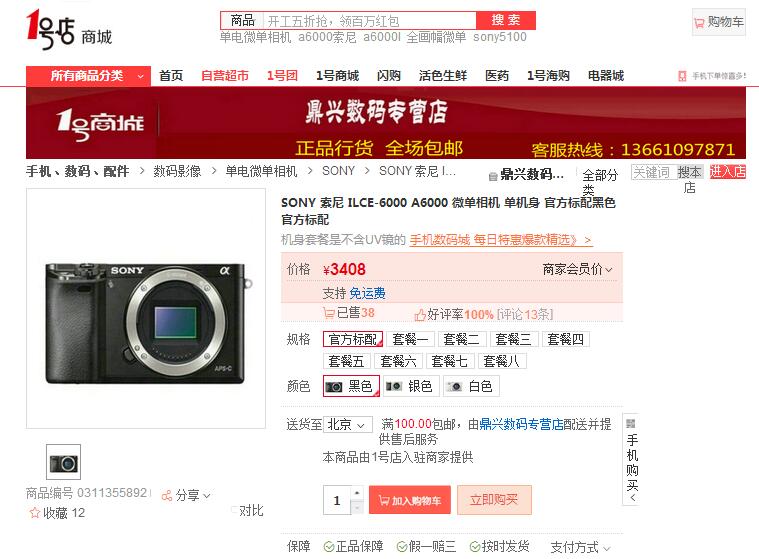 1号店 商城
商品 开工五折抢，领百万红包 搜 索
购物车
单电微单相机 a6000索尼 a6000l 全画幅微单 sony5100
所有商品分类 首页 自营超市 1号团 1号商城 闪购 活色生鲜 医药 1号海购 电器城 手机下单惊喜多!
1号商城 鼎兴数码专营店
正品行货 全场包邮 客服热线：13661097871
手机、数码、配件 > 数码影像 > 单电微单相机 > SONY > SONY 索尼 I... 鼎兴数码... 全部分类 关键词 搜本店 进入店
SONY 索尼 ILCE-6000 A6000 微单相机 单机身 官方标配黑色
官方标配
机身套餐是不含UV镜的 手机数码城 每日特惠爆款精选》 >
价格 ¥3408 商家会员价
支持 免运费
已售38 好评率100% [评论13条]
规格 官方标配 套餐一 套餐二 套餐三 套餐四
套餐五 套餐六 套餐七 套餐八
颜色 黑色 银色 白色
SONY α
APS-C
送货至 北京 满100.00包邮，由鼎兴数码专营店配送并提
供售后服务
本商品由1号店入驻商家提供
手机购买 <
商品编号 0311355892 分享
收藏 12 对比
1 + - 加入购物车 立即购买
保障 正品保障 假一赔三 按时发货 支付方式